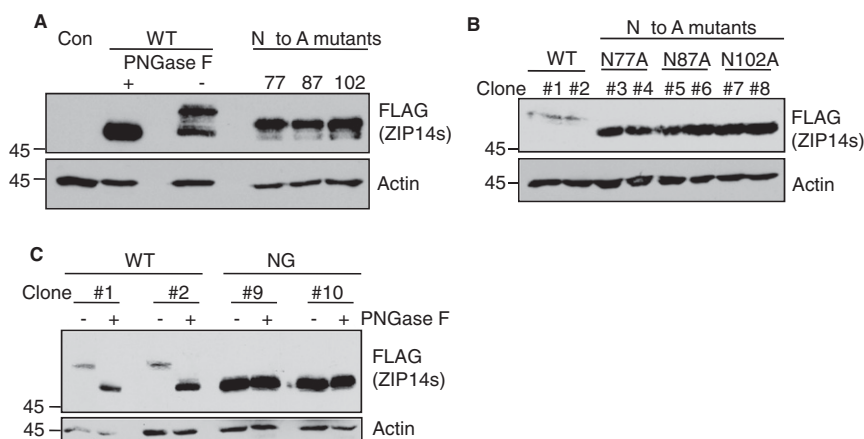 A
Con WT N to A mutants
PNGase F
+ - 77 87 102
FLAG
(ZIP14s)
45
45 Actin
B
N to A mutants
WT N77A N87A N102A
Clone #1 #2 #3 #4 #5 #6 #7 #8
FLAG
(ZIP14s)
45
45 Actin
C
WT NG
Clone #1 #2 #9 #10
- + - + - + - + PNGase F
FLAG
(ZIP14s)
45
45 Actin